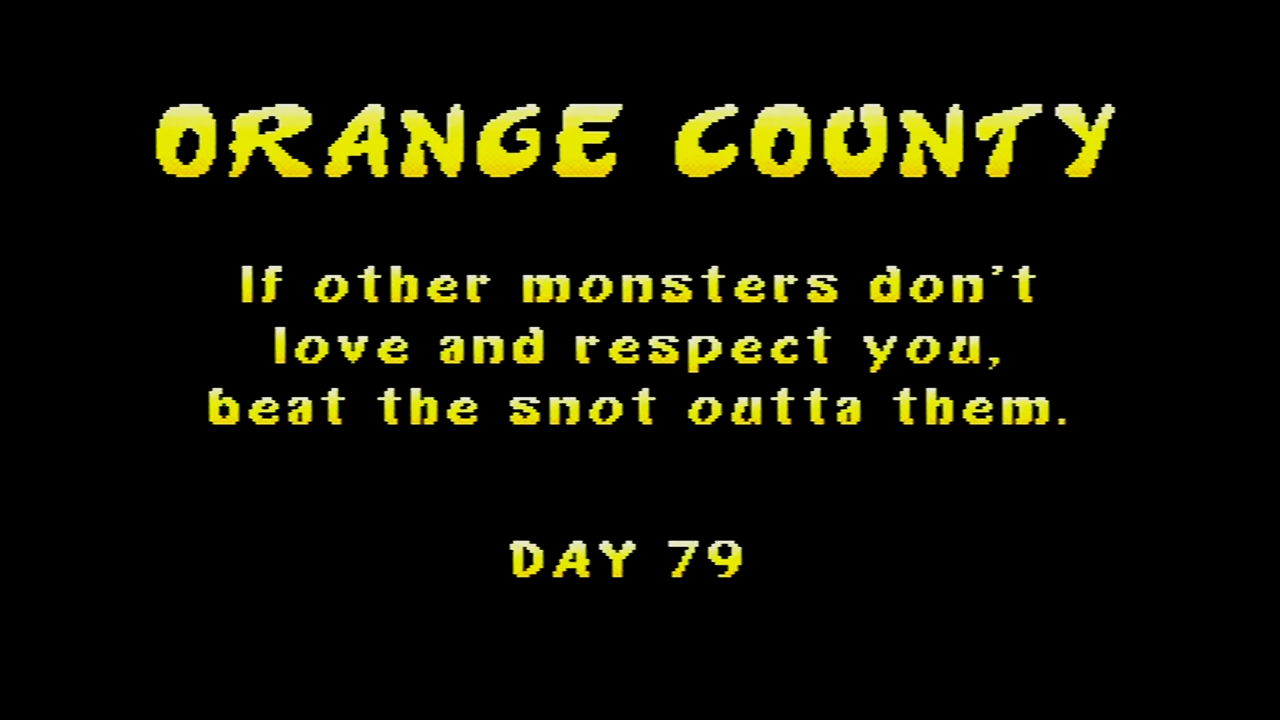 ORANGE COUNTY
If other monsters don't
love and respect you,
beat the snot outta them.
DAY 79